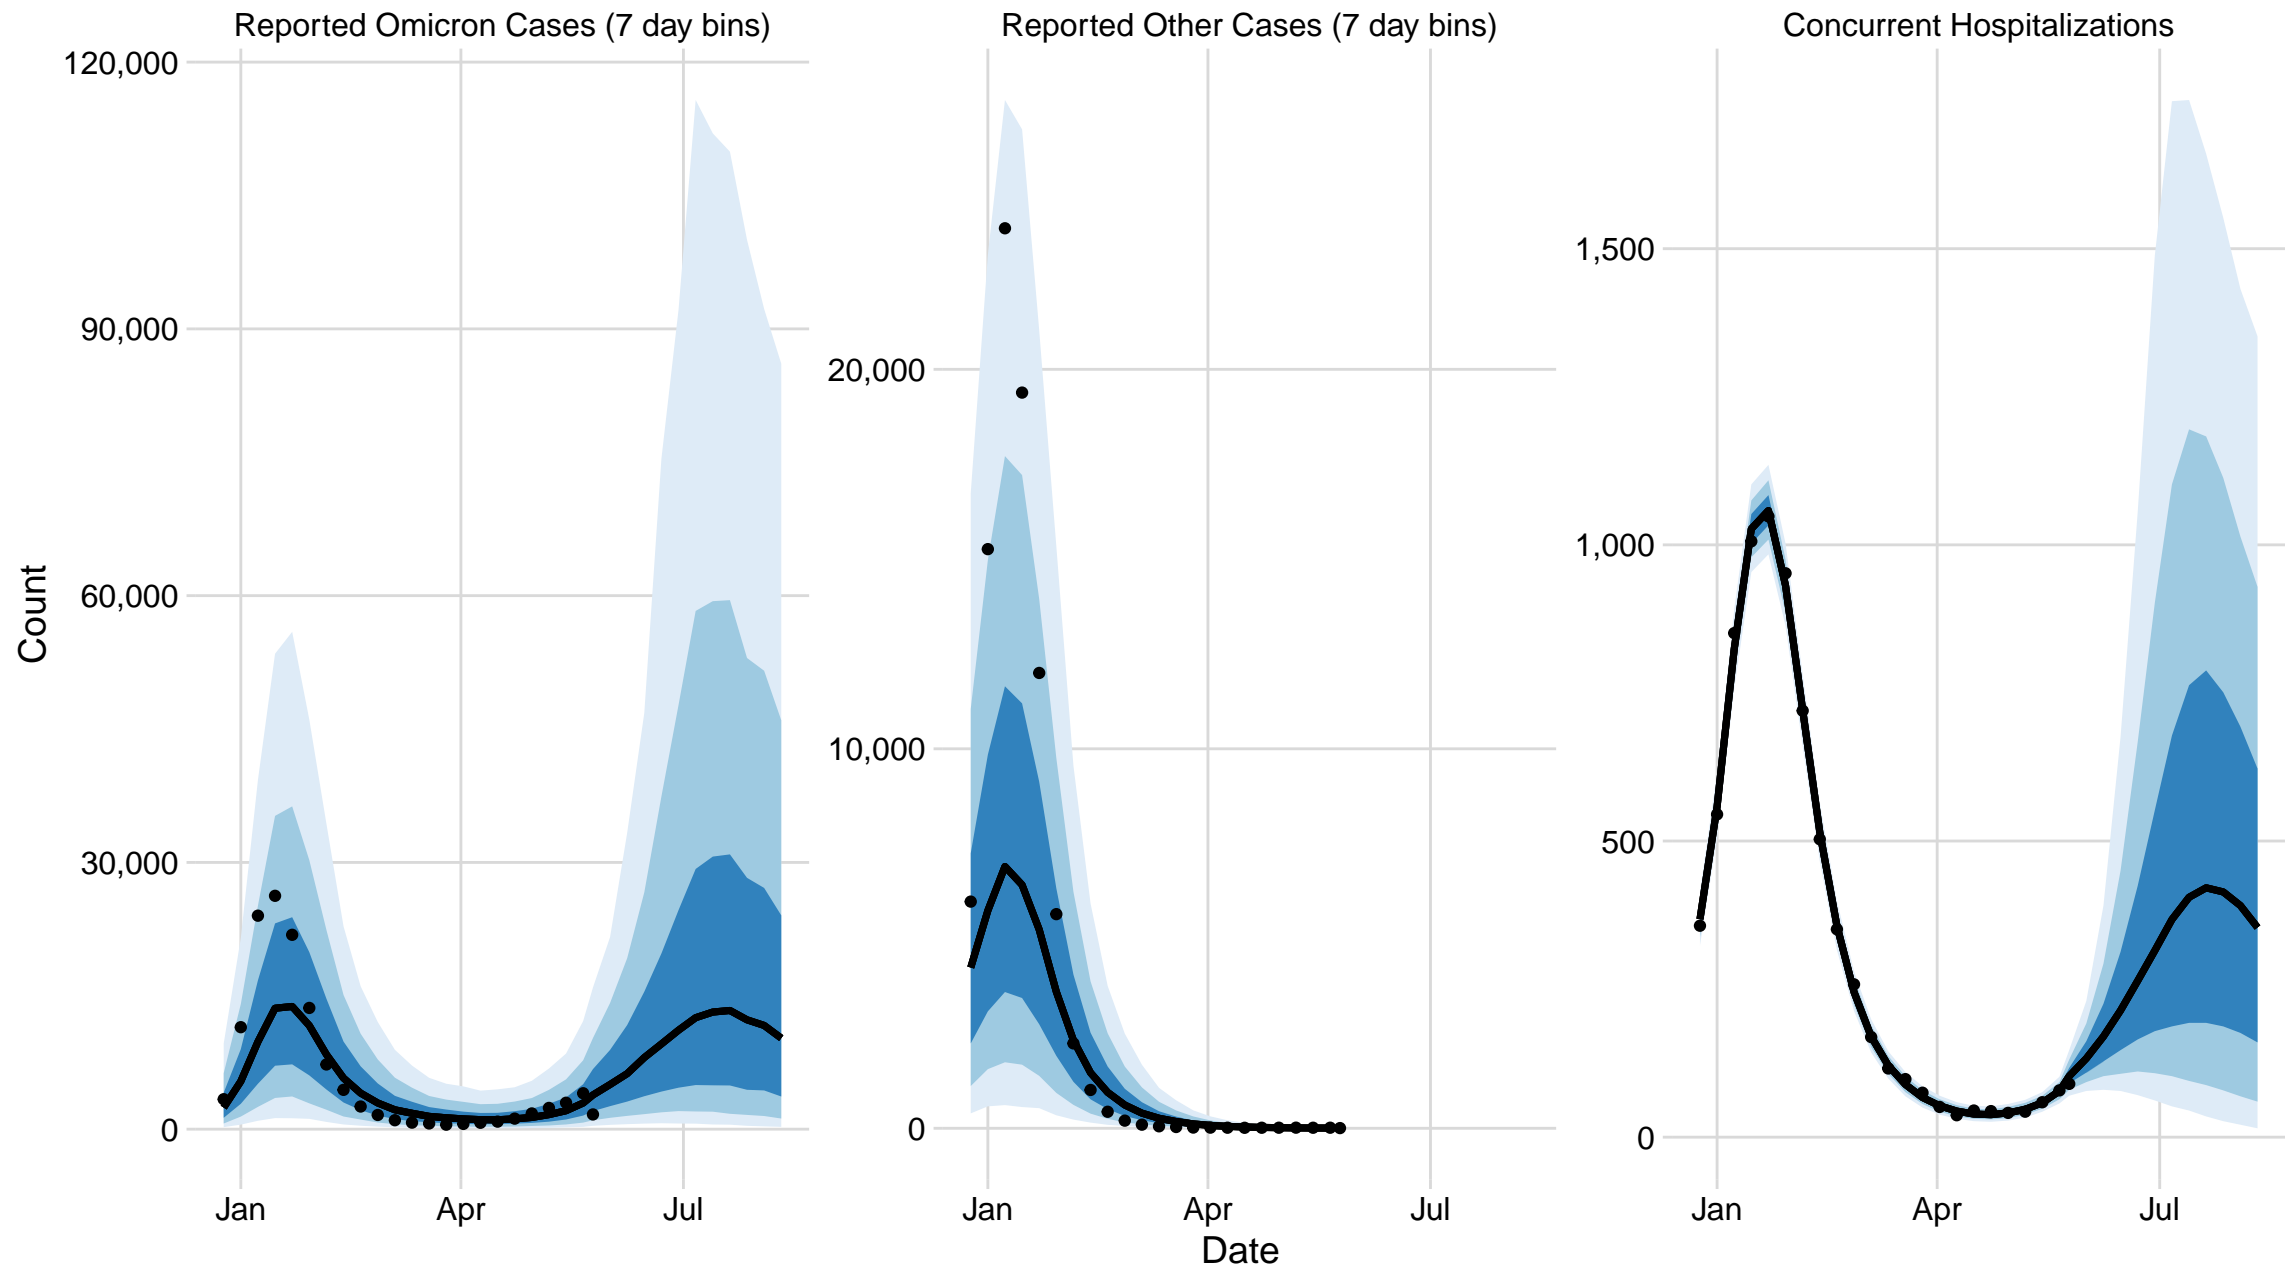 Reported Omicron Cases (7 day bins)
Reported Other Cases (7 day bins)
Concurrent Hospitalizations
Count
120,000
90,000
60,000
30,000
0
20,000
10,000
0
1,500
1,000
500
0
Jan Apr Jul
Jan Apr Jul
Jan Apr Jul
Date